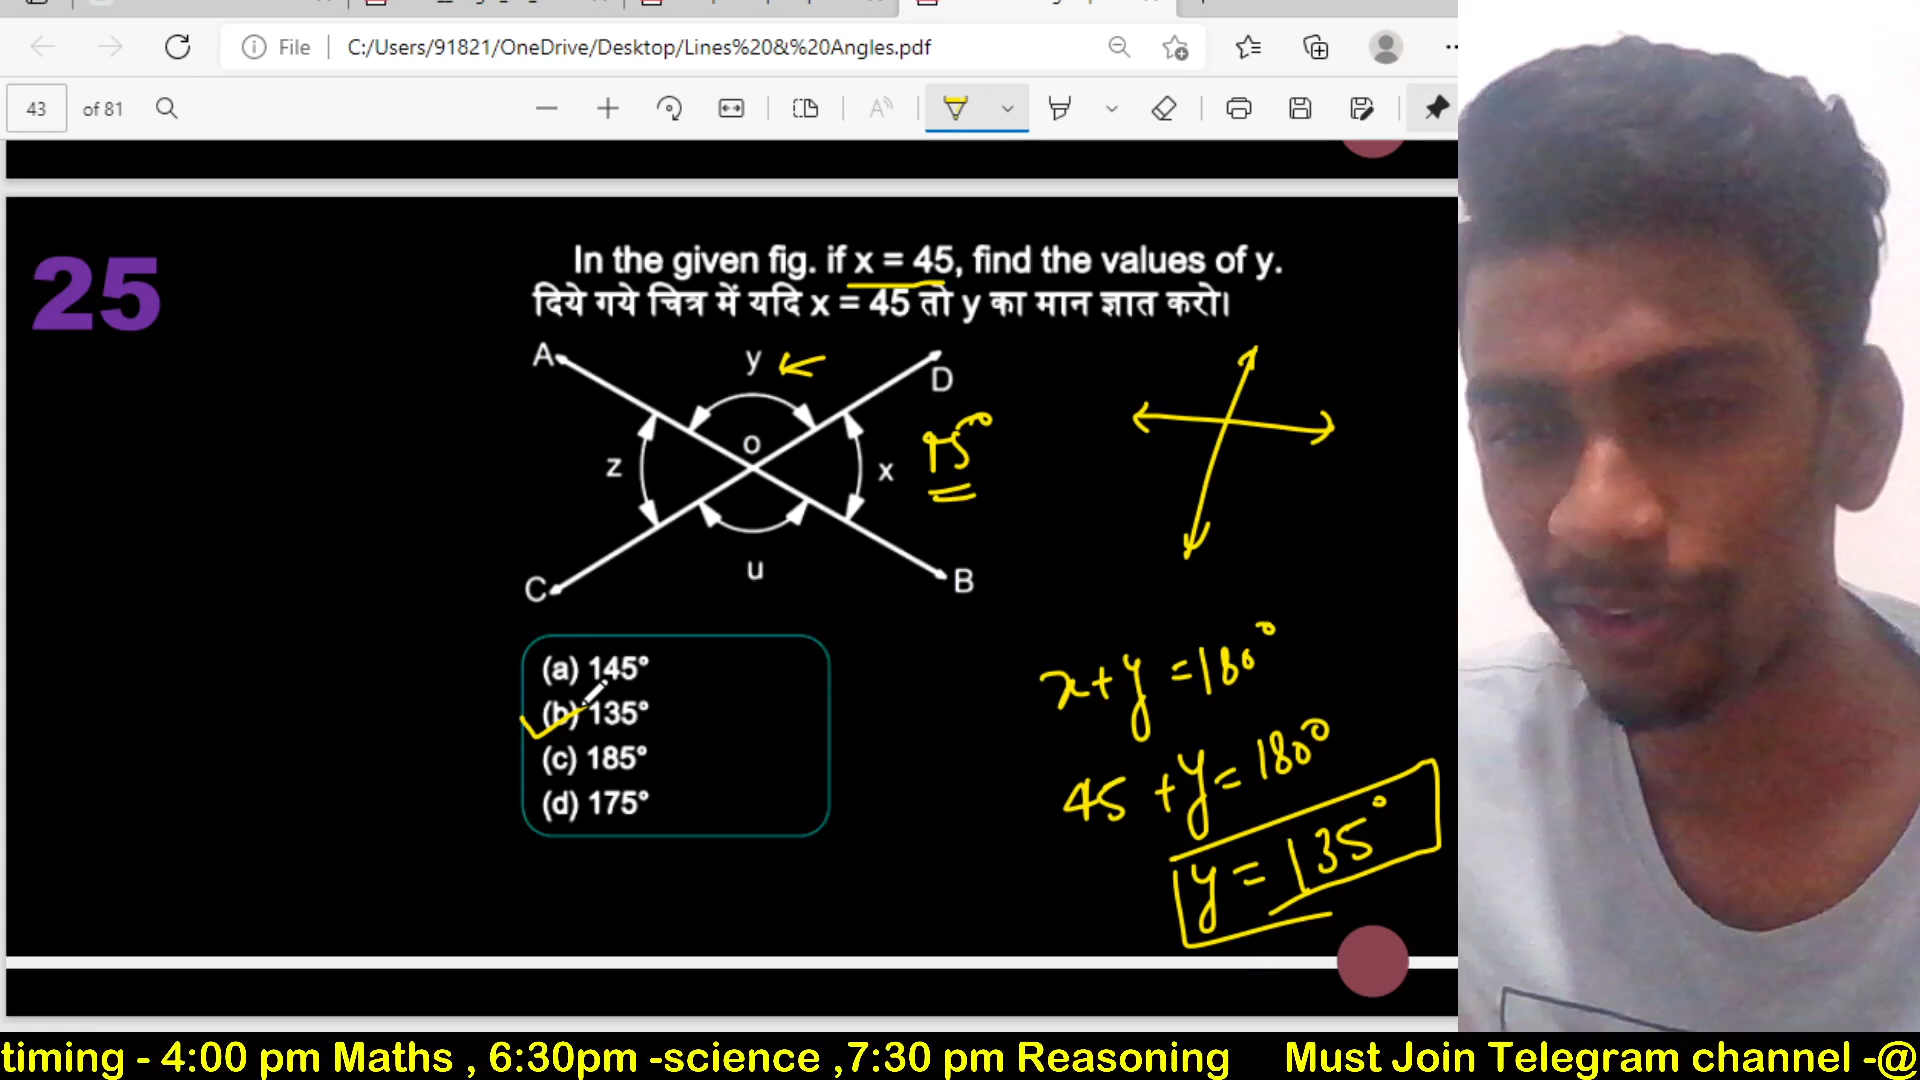 File C:/Users/91821/OneDrive/Desktop/Lines%20&%20Angles.pdf
43 of 81
25
In the given fig. if x = 45, find the values of y.
दिये गये चित्र में यदि x = 45 तो y का मान ज्ञात करो।
A
y
D
o
z
x
45°
C
u
B
(a) 145°
(b) 135°
(c) 185°
(d) 175°
x+y =180°
45 +y= 180°
y = 135°
timing - 4:00 pm Maths , 6:30pm -science ,7:30 pm Reasoning Must Join Telegram channel -@